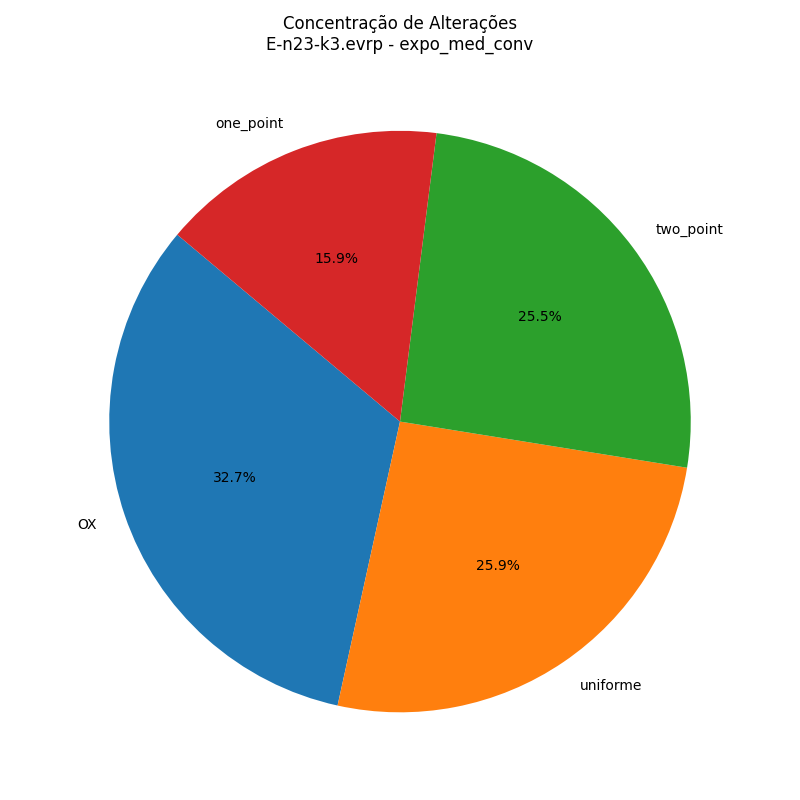 Concentração de Alterações
E-n23-k3.evrp - expo_med_conv
one_point
two_point
15.9%
25.5%
32.7%
OX
25.9%
uniforme